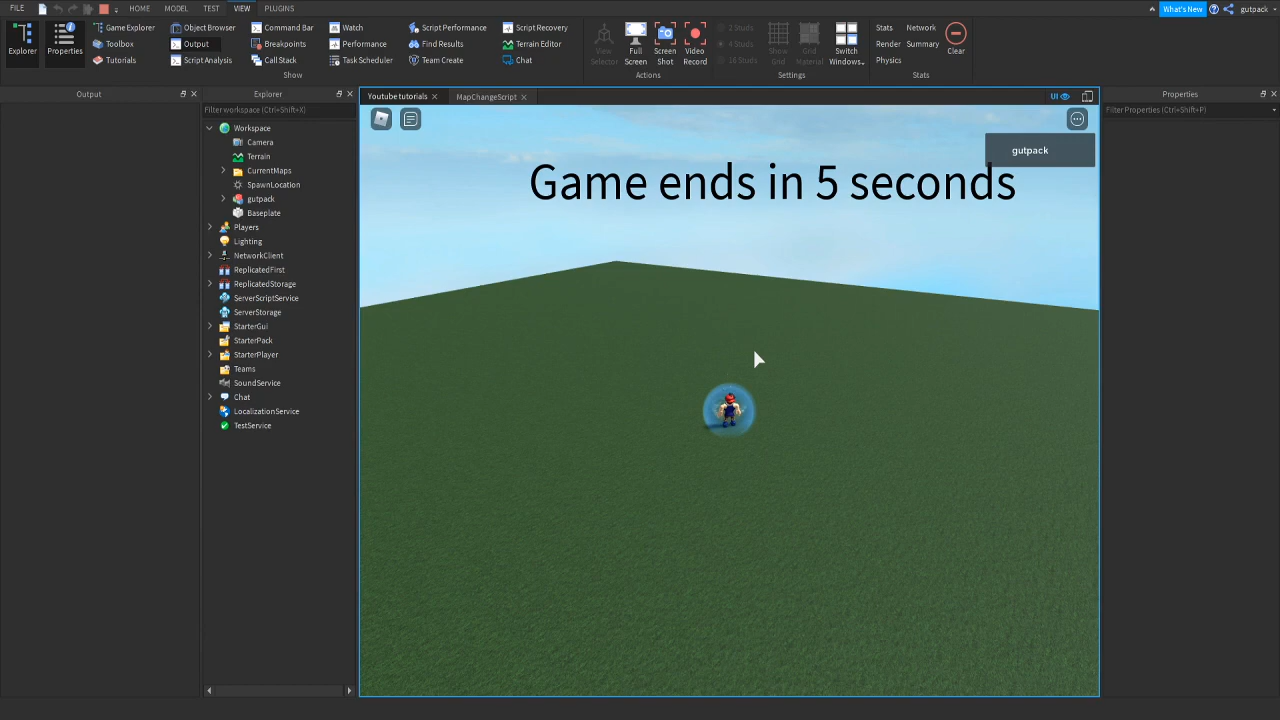 FILE
HOME
MODEL
TEST
VIEW
PLUGINS
What's New
gutpack
Explorer
Properties
Game Explorer
Toolbox
Tutorials
Object Browser
Output
Script Analysis
Command Bar
Breakpoints
Call Stack
Watch
Performance
Task Scheduler
Script Performance
Find Results
Team Create
Script Recovery
Terrain Editor
Chat
Show
View
Selector
Full
Screen
Screen
Shot
Video
Record
Actions
2 Studs
4 Studs
16 Studs
Show
Grid
Grid
Material
Switch
Windows
Settings
Stats
Render
Physics
Network
Summary
Clear
Stats
Output
Explorer
Filter workspace (Ctrl+Shift+X)
Workspace
Camera
Terrain
CurrentMaps
SpawnLocation
gutpack
Baseplate
Players
Lighting
NetworkClient
ReplicatedFirst
ReplicatedStorage
ServerScriptService
ServerStorage
StarterGui
StarterPack
StarterPlayer
Teams
SoundService
Chat
LocalizationService
TestService
Youtube tutorials
MapChangeScript
UI
gutpack
Game ends in 5 seconds
Properties
Filter Properties (Ctrl+Shift+P)